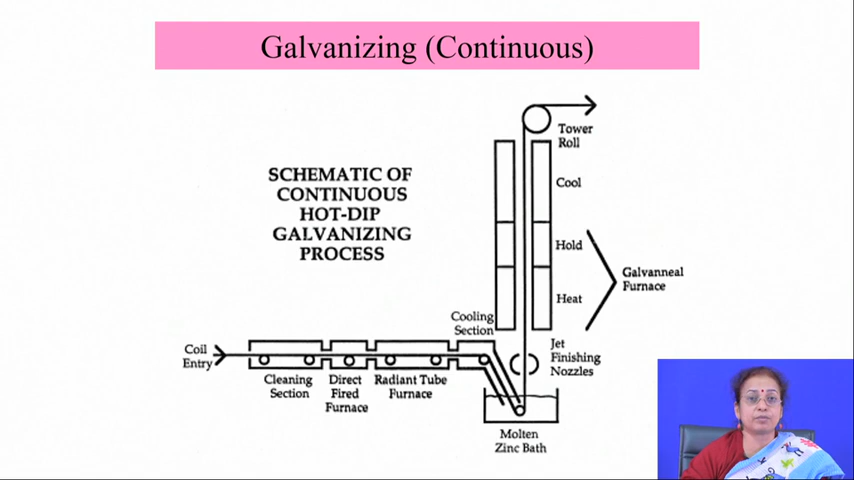 Galvanizing (Continuous)
SCHEMATIC OF
CONTINUOUS
HOT-DIP
GALVANIZING
PROCESS
Tower
Roll
Cool
Hold
Heat
Galvanneal
Furnace
Cooling
Section
Jet
Finishing
Nozzles
Coil
Entry
Cleaning
Section
Direct
Fired
Furnace
Radiant Tube
Furnace
Molten
Zinc Bath